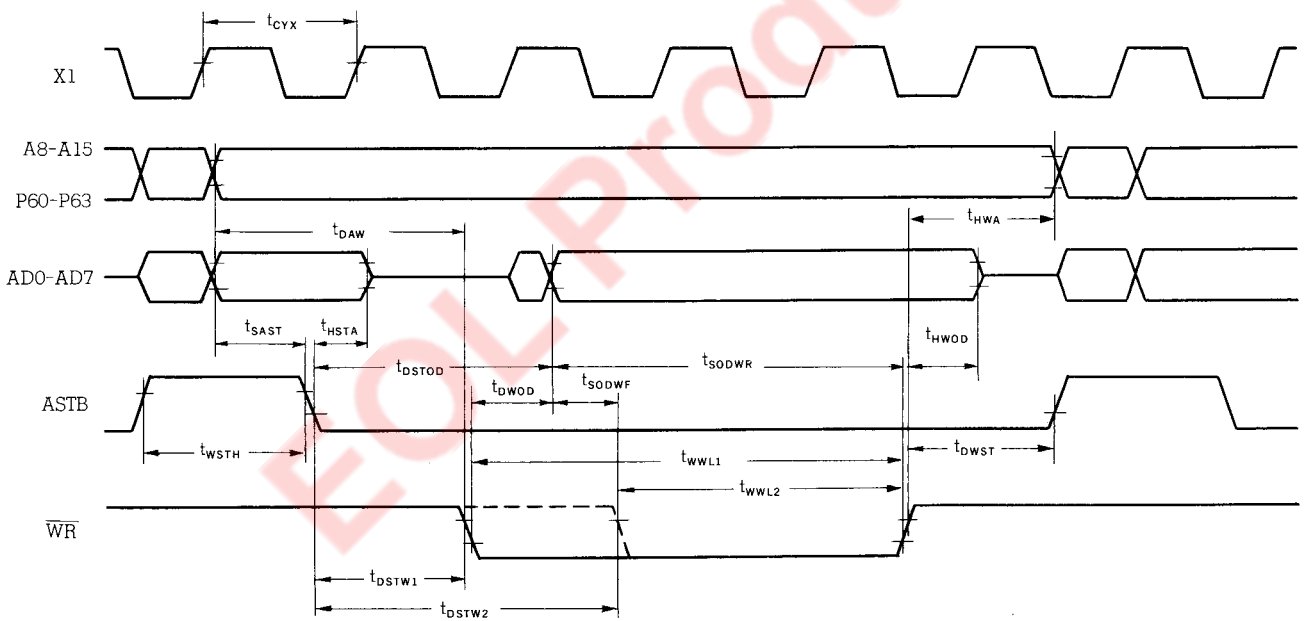 tCYX
X1
A8-A15
P60-P63
tHWA
tDAW
AD0-AD7
tSAST
tHSTA
tHWOD
tDSTOD
tSODWR
tDWOD
tSODWF
ASTB
tWSTH
tWWL1
tDWST
tWWL2
WR
tDSTW1
tDSTW2
EOL Produ